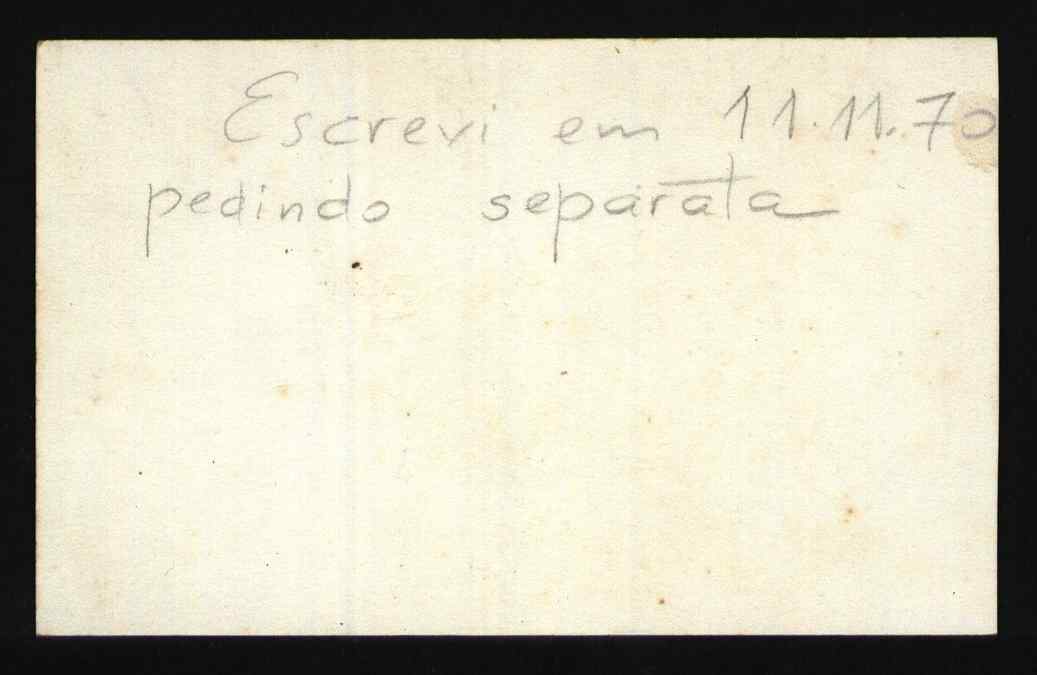 Escrevi em 11.11.70
pedindo separata